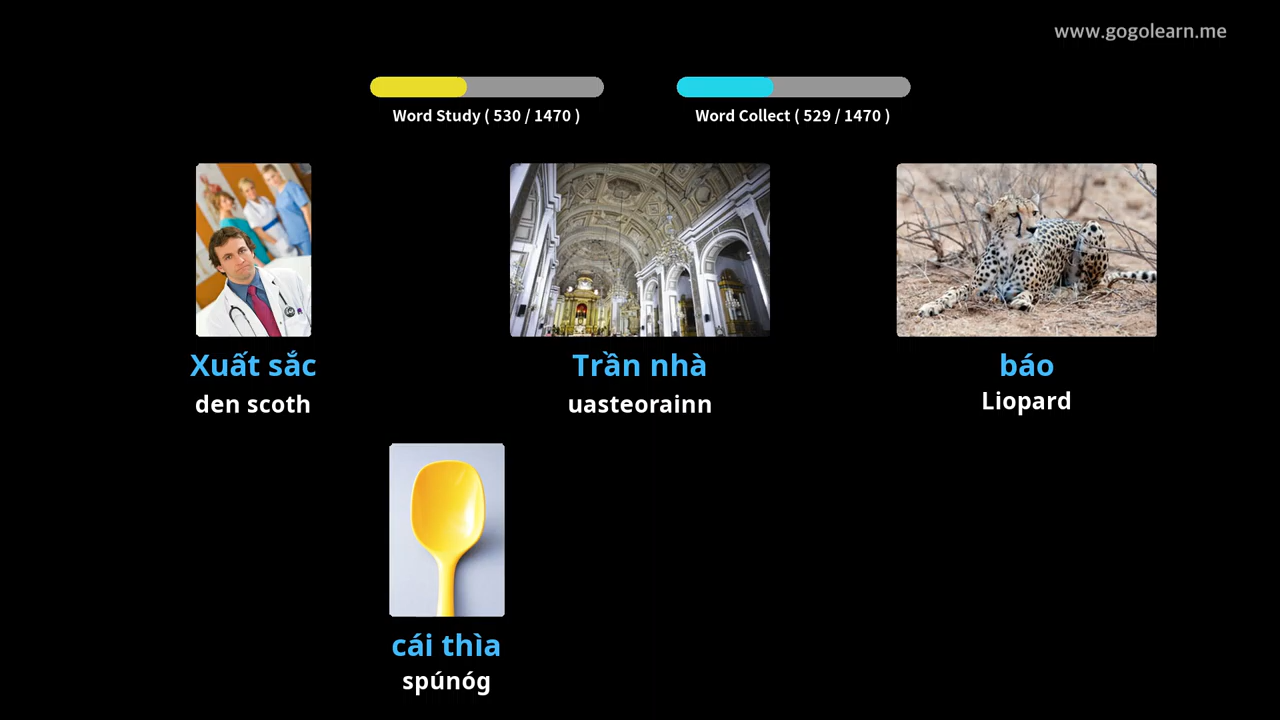 www.gogolearn.me
Word Study ( 530 / 1470 )
Word Collect ( 529 / 1470 )
Xuất sắc
den scoth
Trần nhà
uasteorainn
báo
Liopard
cái thìa
spúnóg